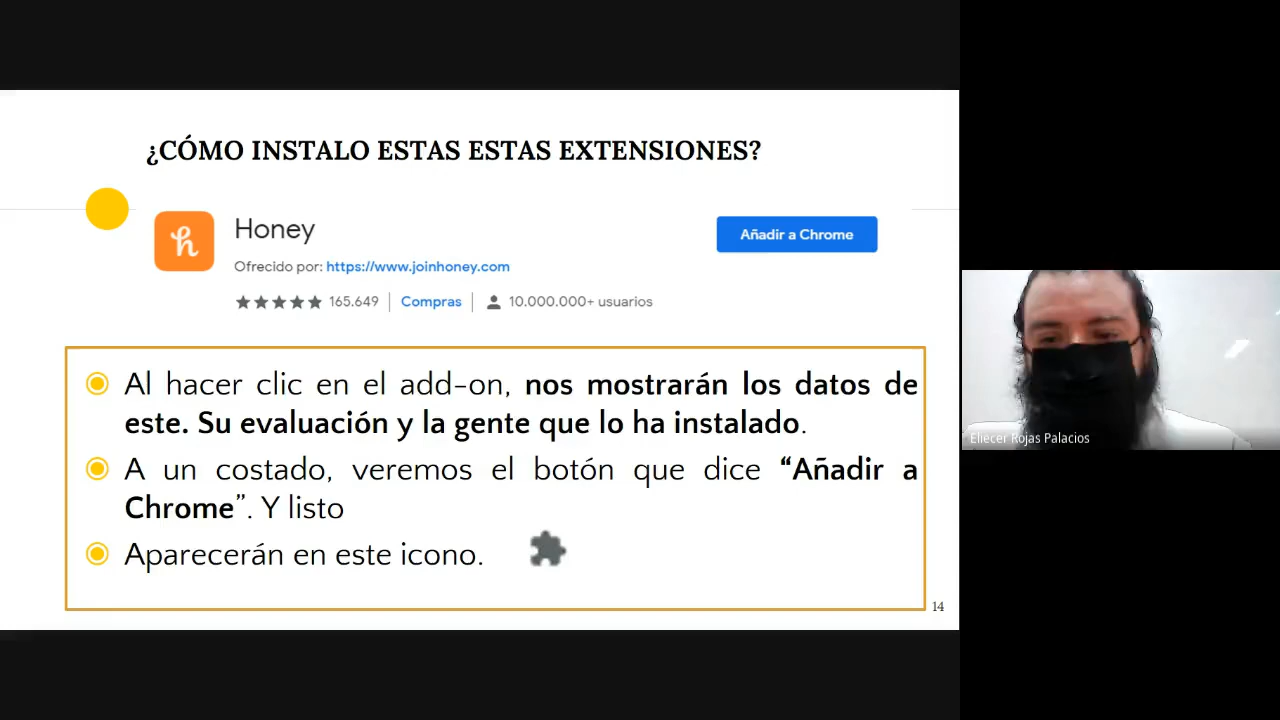 ¿CÓMO INSTALO ESTAS ESTAS EXTENSIONES?
h
Honey
Añadir a Chrome
Ofrecido por: https://www.joinhoney.com
165.649 | Compras | 10.000.000+ usuarios
Al hacer clic en el add-on, nos mostrarán los datos de
este. Su evaluación y la gente que lo ha instalado.
A un costado, veremos el botón que dice “Añadir a
Chrome”. Y listo
Aparecerán en este icono.
14
Eliecer Rojas Palacios